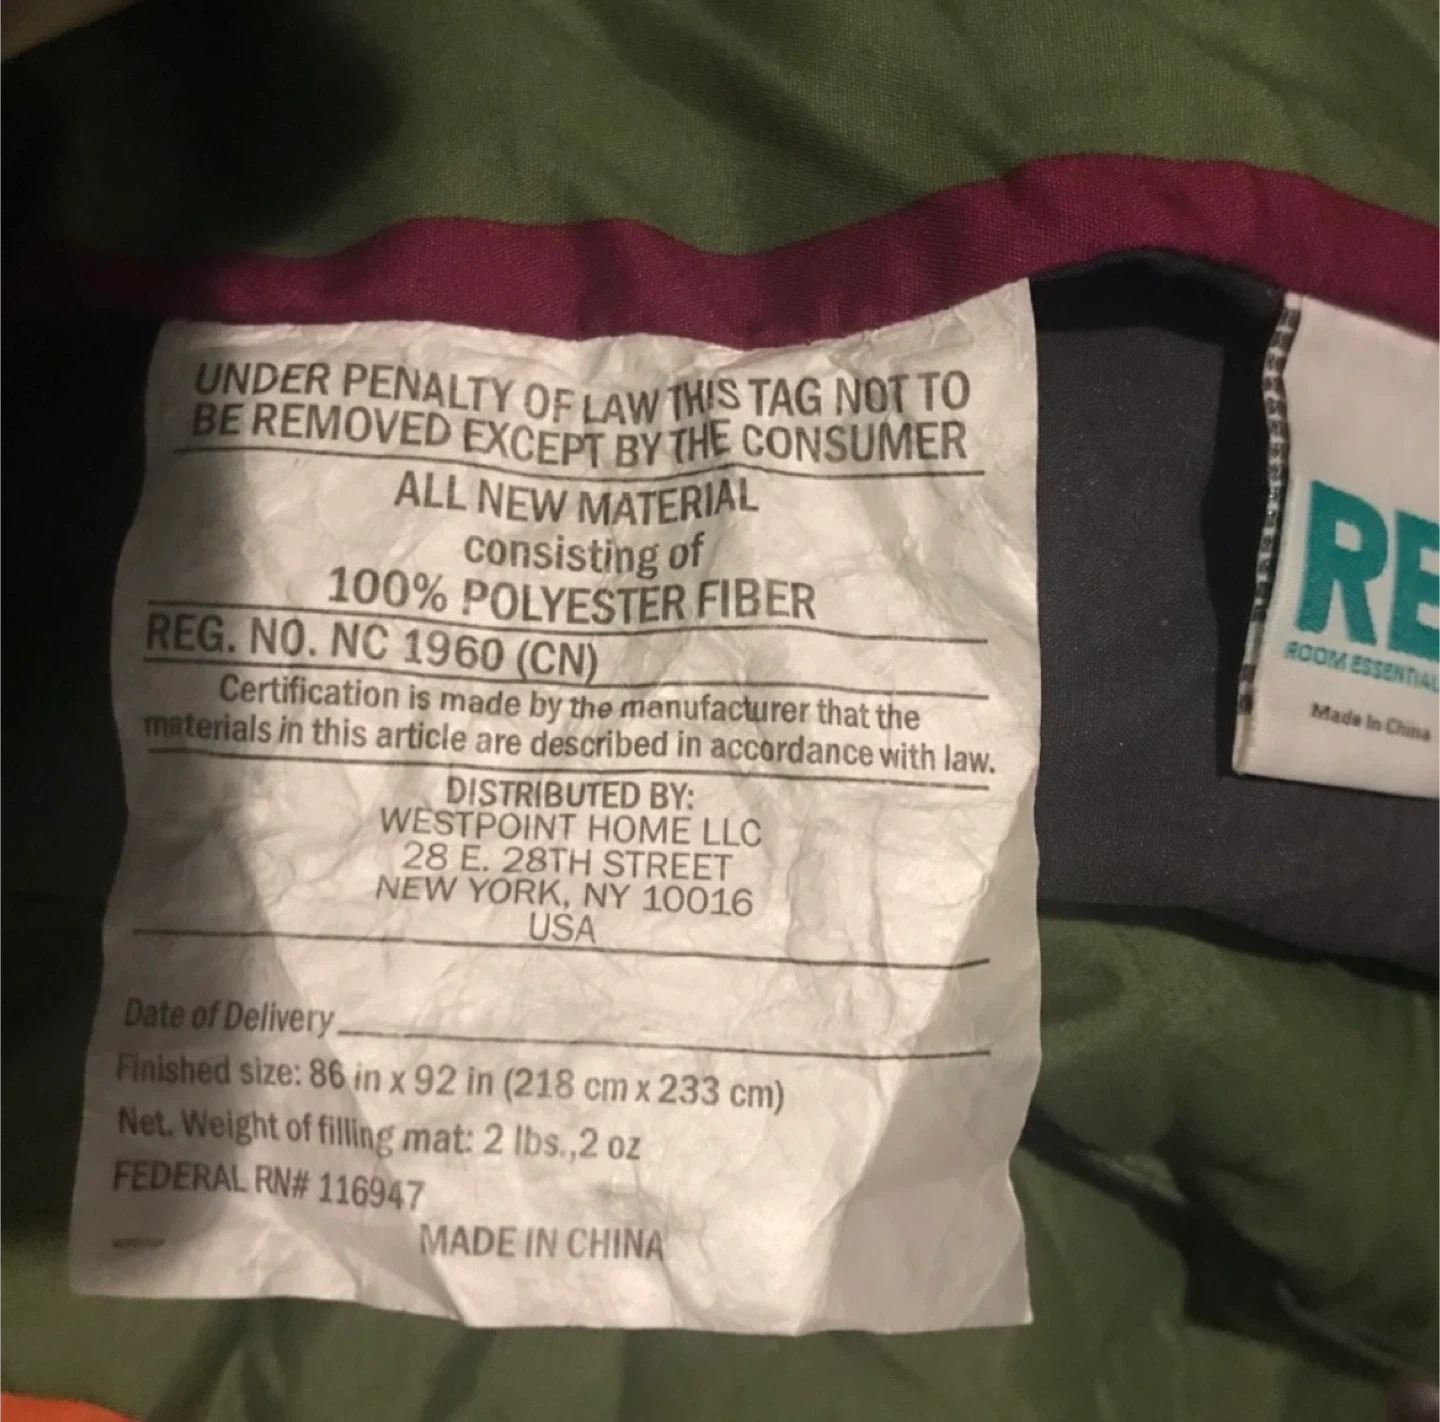 UNDER PENALTY OF LAW THIS TAG NOT TO
BE REMOVED EXCEPT BY THE CONSUMER
ALL NEW MATERIAL
consisting of
100% POLYESTER FIBER
REG. NO. NC 1960 (CN)
Certification is made by the manufacturer that the
materials in this article are described in accordance with law.
DISTRIBUTED BY:
WESTPOINT HOME LLC
28 E. 28TH STREET
NEW YORK, NY 10016
USA
Date of Delivery
Finished size: 86 in x 92 in (218 cm x 233 cm)
Net. Weight of filling mat: 2 lbs.,2 oz
FEDERAL RN# 116947
MADE IN CHINA
RE
ROOM ESSENTIAL
Made In China